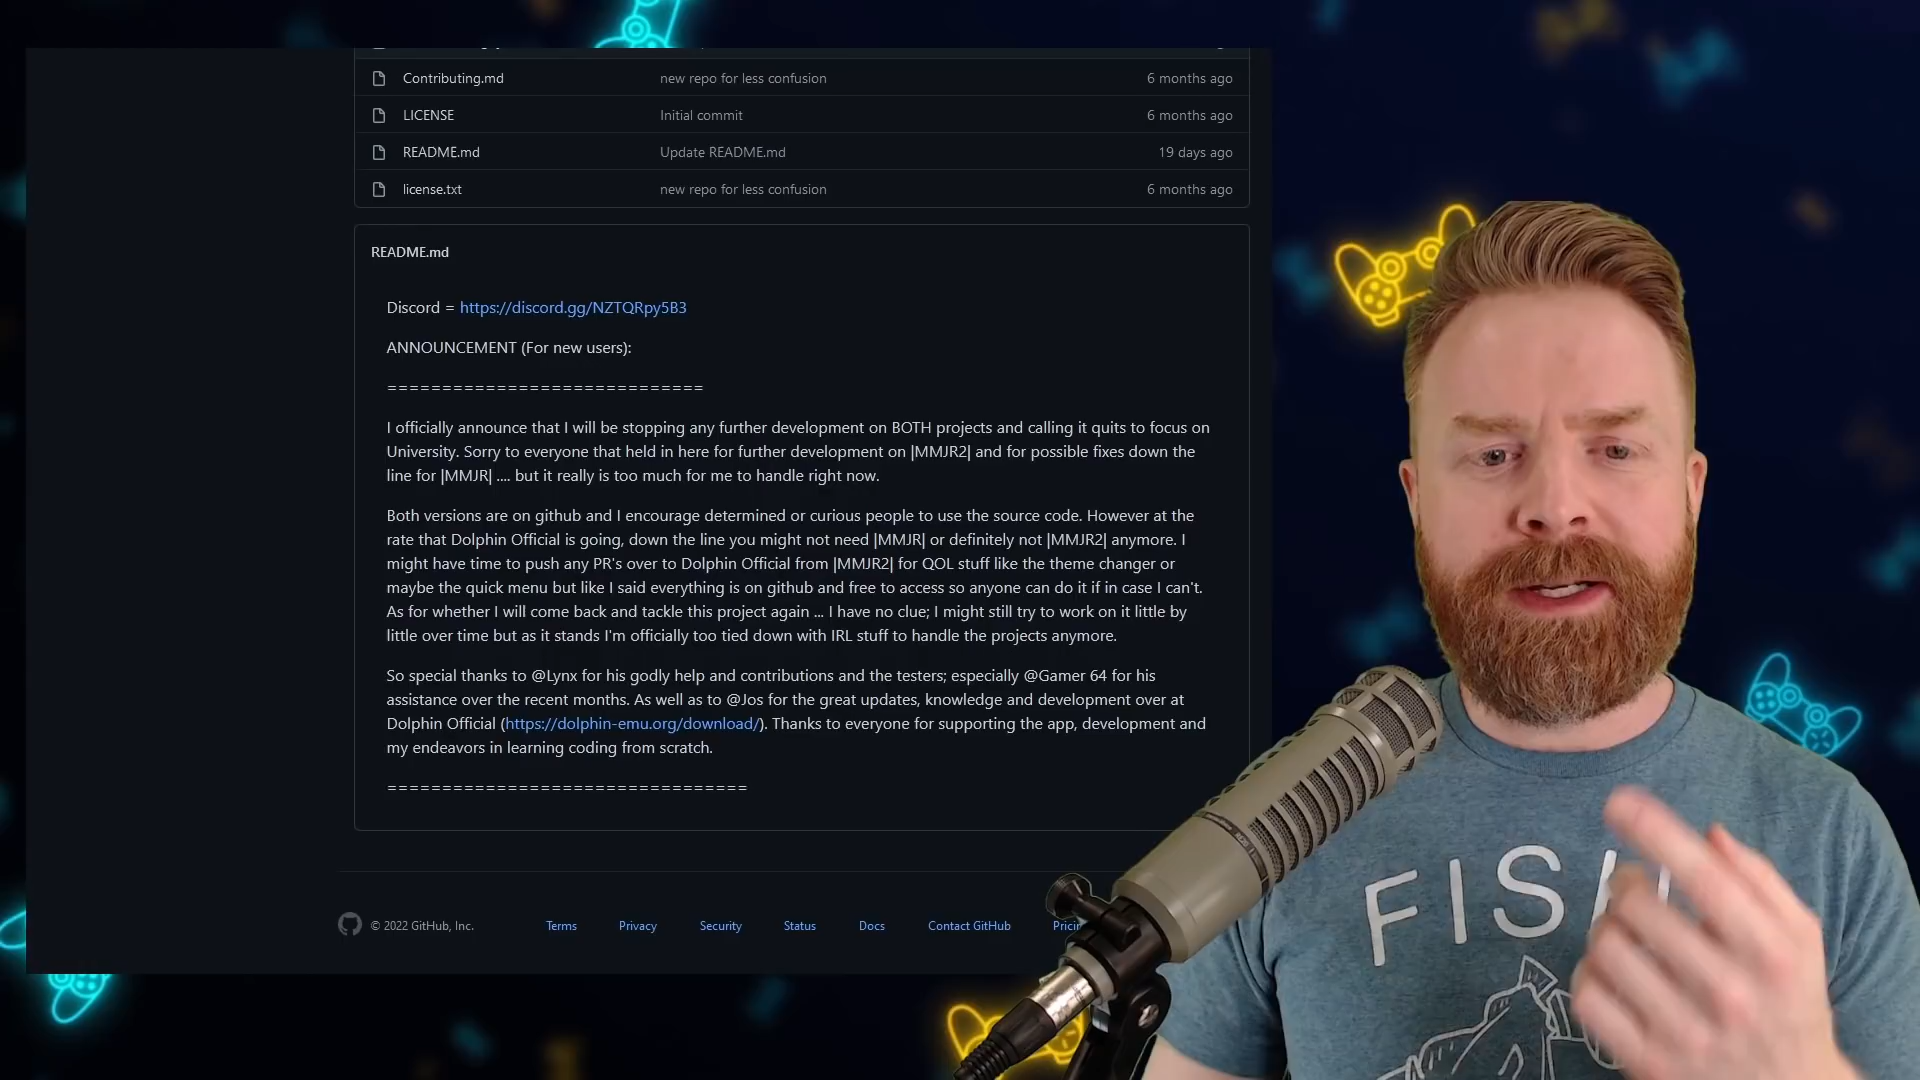 Contributing.md new repo for less confusion 6 months ago
LICENSE Initial commit 6 months ago
README.md Update README.md 19 days ago
license.txt new repo for less confusion 6 months ago
README.md
Discord = https://discord.gg/NZTQRpy5B3
ANNOUNCEMENT (For new users):
=============================
I officially announce that I will be stopping any further development on BOTH projects and calling it quits to focus on
University. Sorry to everyone that held in here for further development on |MMJR2| and for possible fixes down the
line for |MMJR| .... but it really is too much for me to handle right now.
Both versions are on github and I encourage determined or curious people to use the source code. However at the
rate that Dolphin Official is going, down the line you might not need |MMJR| or definitely not |MMJR2| anymore. I
might have time to push any PR's over to Dolphin Official from |MMJR2| for QOL stuff like the theme changer or
maybe the quick menu but like I said everything is on github and free to access so anyone can do it if in case I can't.
As for whether I will come back and tackle this project again ... I have no clue; I might still try to work on it little by
little over time but as it stands I'm officially too tied down with IRL stuff to handle the projects anymore.
So special thanks to @Lynx for his godly help and contributions and the testers; especially @Gamer 64 for his
assistance over the recent months. As well as to @Jos for the great updates, knowledge and development over at
Dolphin Official (https://dolphin-emu.org/download/). Thanks to everyone for supporting the app, development and
my endeavors in learning coding from scratch.
=================================
© 2022 GitHub, Inc. Terms Privacy Security Status Docs Contact GitHub
FIS